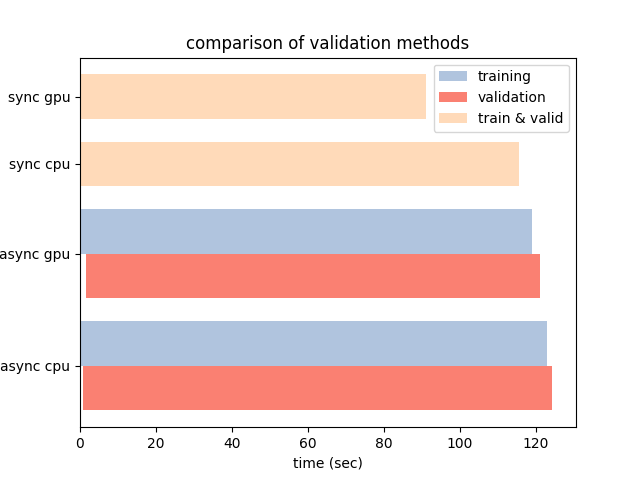 comparison of validation methods
training
validation
train & valid
sync gpu
sync cpu
async gpu
async cpu
0 20 40 60 80 100 120
time (sec)